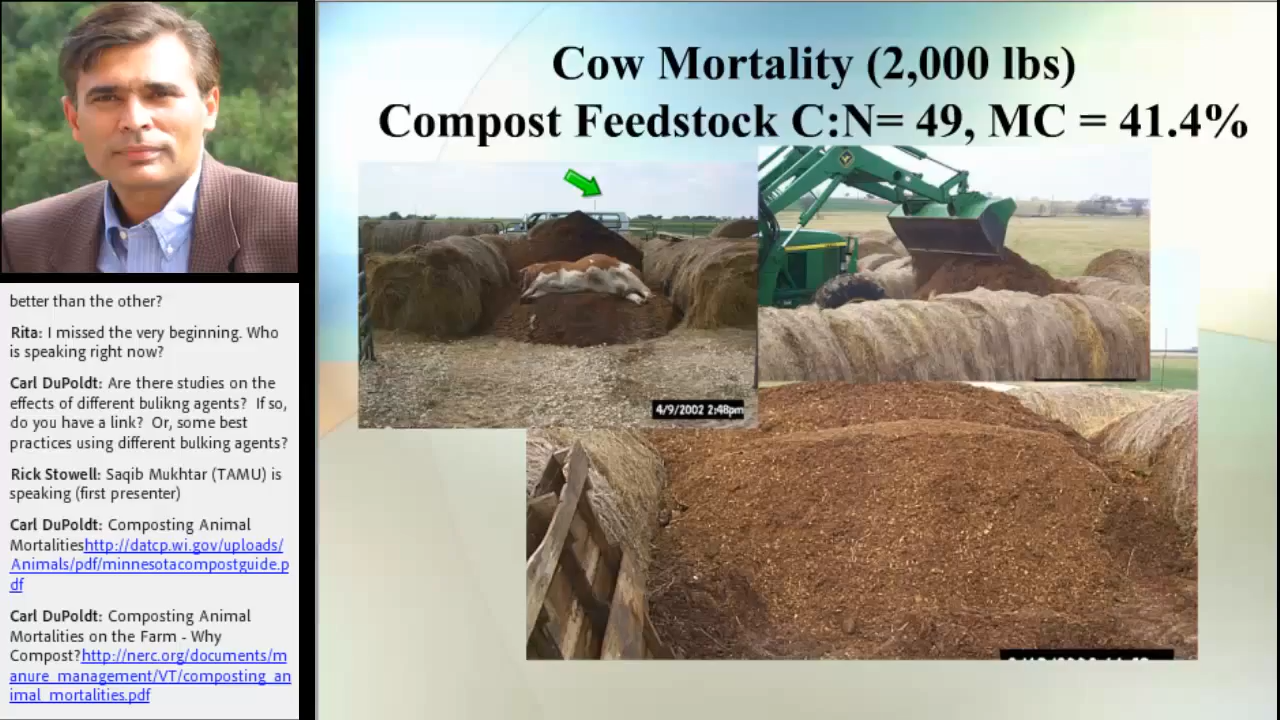 Cow Mortality (2,000 lbs)
Compost Feedstock C:N= 49, MC = 41.4%
4/9/2002 2:48pm
better than the other?
Rita: I missed the very beginning. Who
is speaking right now?
Carl DuPoldt: Are there studies on the
effects of different bulikng agents?  If so,
do you have a link?  Or, some best
practices using different bulking agents?
Rick Stowell: Saqib Mukhtar (TAMU) is
speaking (first presenter)
Carl DuPoldt: Composting Animal
Mortalitieshttp://datcp.wi.gov/uploads/
Animals/pdf/minnesotacompostguide.p
df
Carl DuPoldt: Composting Animal
Mortalities on the Farm - Why
Compost?http://nerc.org/documents/m
anure_management/VT/composting_an
imal_mortalities.pdf